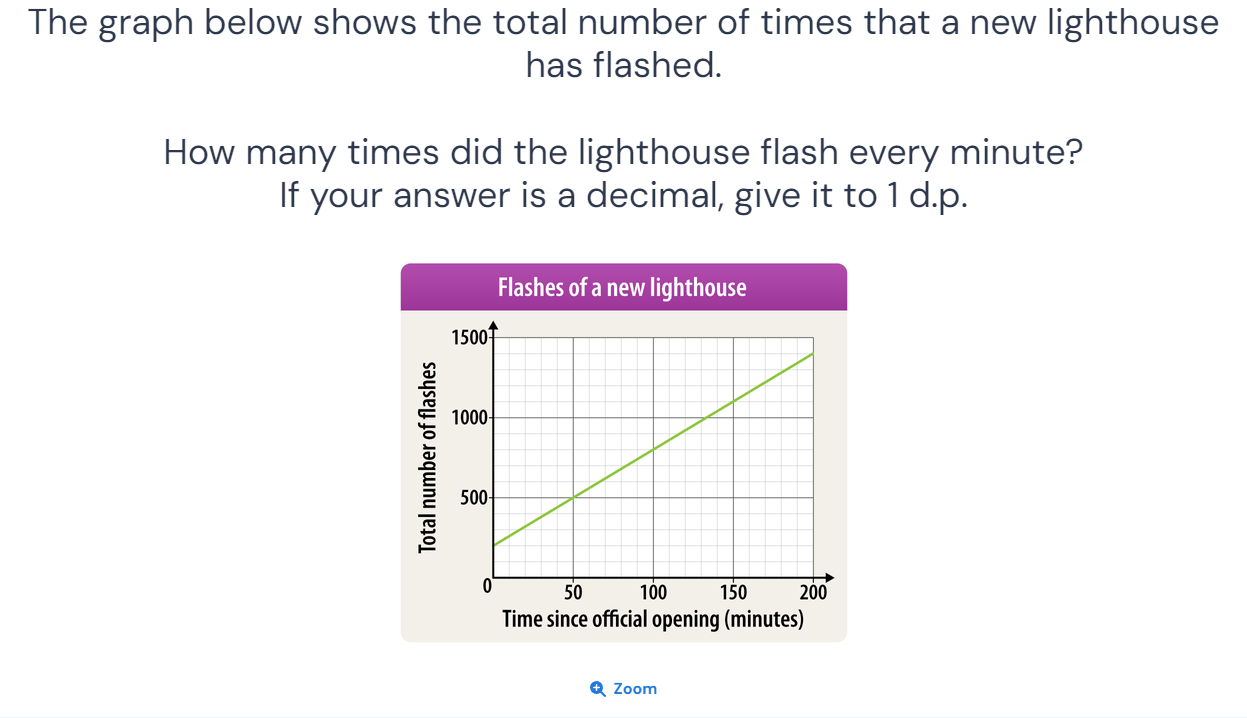 The graph below shows the total number of times that a new lighthouse
has flashed.
How many times did the lighthouse flash every minute?
If your answer is a decimal, give it to 1 d.p.
Flashes of a new lighthouse
Total number of flashes
1500
1000
500
0
50 100 150 200
Time since official opening (minutes)
Zoom